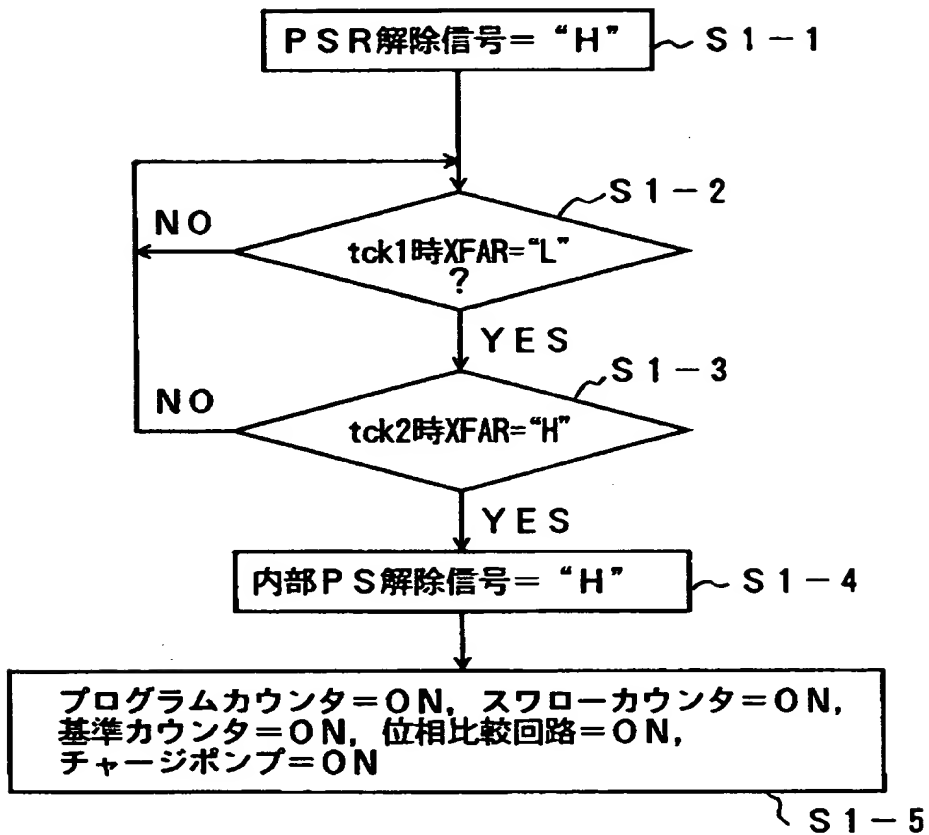 PSR解除信号=“H”
S1-1
S1-2
NO
tck1時XFAR=“L”
?
YES
S1-3
NO
tck2時XFAR=“H”
YES
内部PS解除信号=“H”
S1-4
プログラムカウンタ=ON, スワローカウンタ=ON,
基準カウンタ=ON, 位相比較回路=ON,
チャージポンプ=ON
S1-5